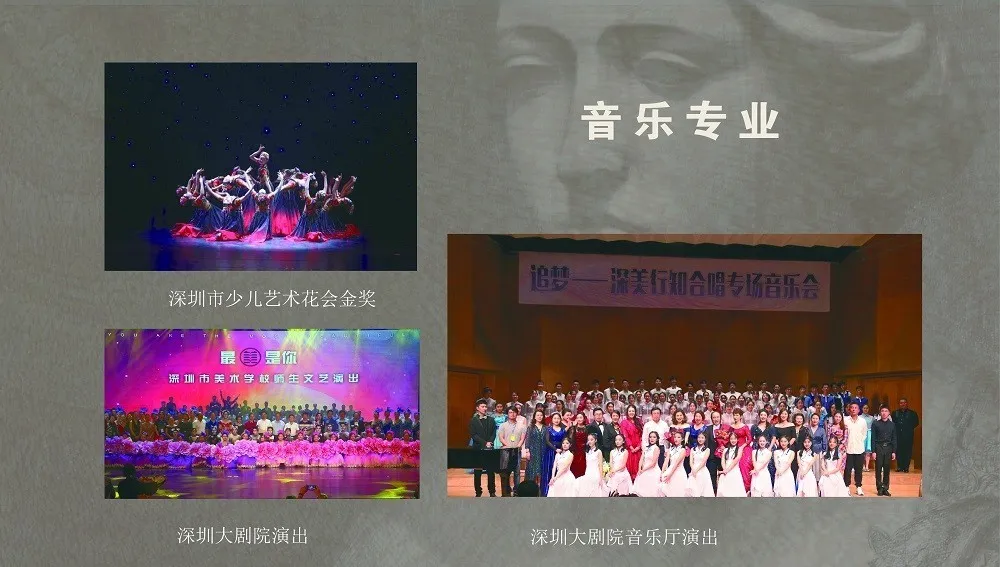 音乐专业
深圳市少儿艺术花会金奖
追梦——深美行知合唱专场音乐会
最美是你
深圳市美术学校师生文艺演出
深圳大剧院演出
深圳大剧院音乐厅演出